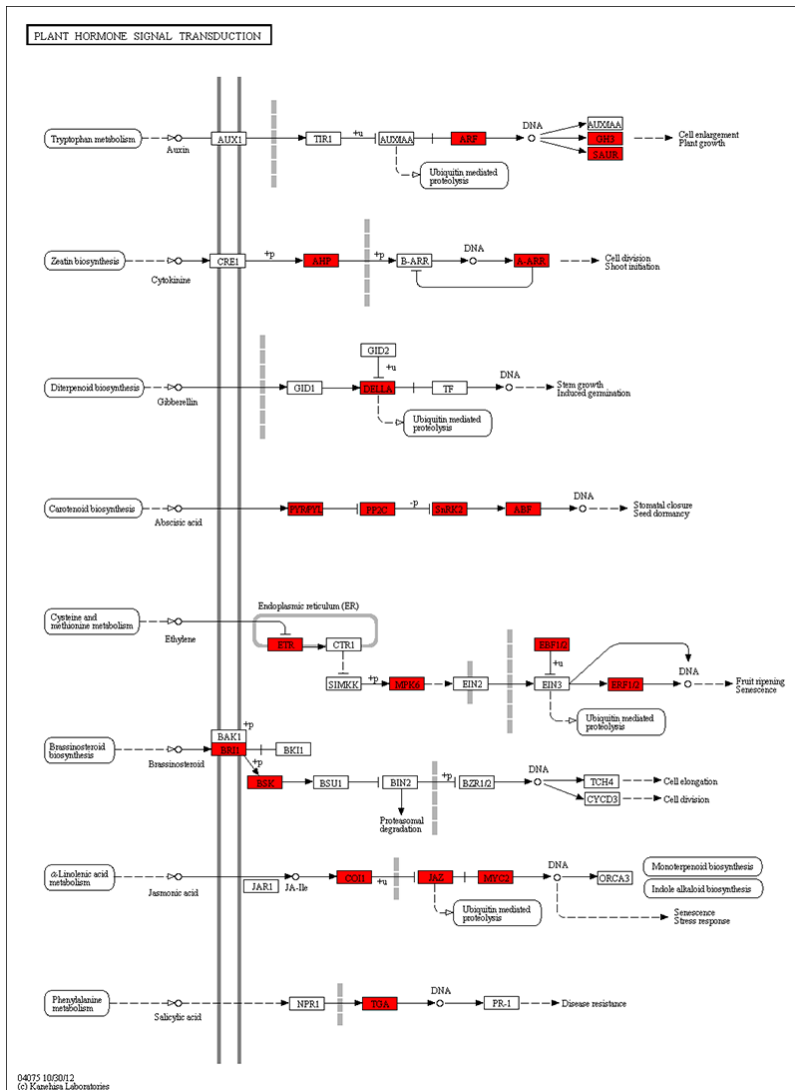 PLANT HORMONE SIGNAL TRANSDUCTION
Tryptophan metabolism
Auxin
AUX1
TIR1
+u
AUX/IAA
ARF
DNA
AUX/IAA
GH3
SAUR
Cell enlargement
Plant growth
Ubiquitin mediated
proteolysis
Zeatin biosynthesis
Cytokinine
CRE1
+p
AHP
+p
B-ARR
DNA
A-ARR
Cell division
Shoot initiation
Diterpenoid biosynthesis
Gibberellin
GID1
GID2
+u
DELLA
TF
DNA
Stem growth
Induced germination
Ubiquitin mediated
proteolysis
Carotenoid biosynthesis
Abscisic acid
PYR/PYL
PP2C
-p
SnRK2
ABF
DNA
Stomatal closure
Seed dormancy
Cysteine and
methionine metabolism
Ethylene
Endoplasmic reticulum (ER)
ETR
CTR1
SIMKK
+p
MPK6
EIN2
EBF1/2
+u
EIN3
ERF1/2
DNA
Fruit ripening
Senescence
Ubiquitin mediated
proteolysis
Brassinosteroid
biosynthesis
Brassinosteroid
BAK1
+p
BRI1
BKI1
+p
BSK
BSU1
BIN2
+p
BZR1/2
DNA
TCH4
CYCD3
Cell elongation
Cell division
Proteasomal
degradation
α-Linolenic acid
metabolism
Jasmonic acid
JAR1
JA-Ile
COI1
+u
JAZ
MYC2
DNA
ORCA3
Monoterpenoid biosynthesis
Indole alkaloid biosynthesis
Ubiquitin mediated
proteolysis
Senescence
Stress response
Phenylalanine
metabolism
Salicylic acid
NPR1
TGA
DNA
PR-1
Disease resistance
04075 10/30/12
(c) Kanehisa Laboratories